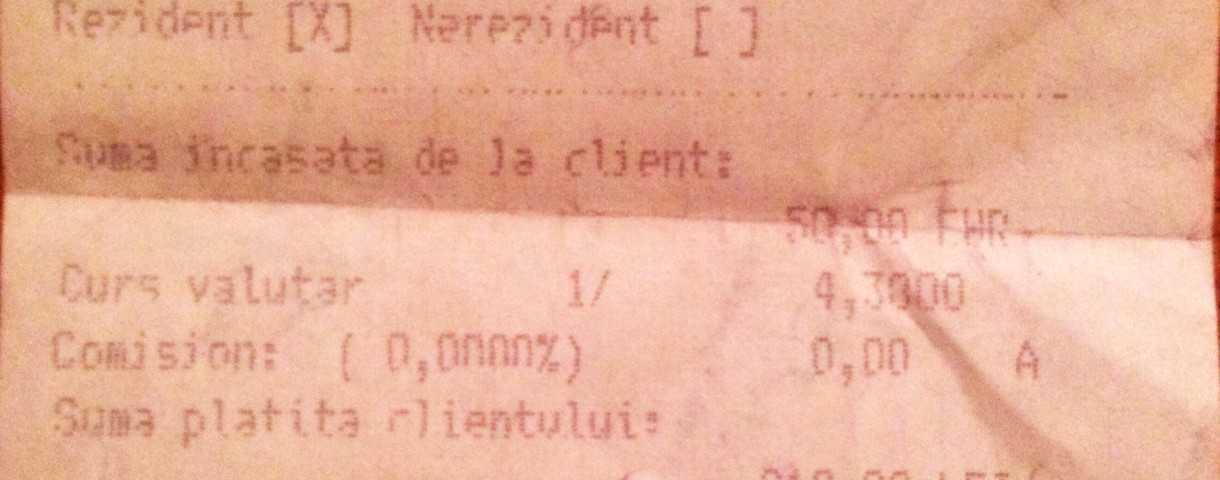 Rezident [X] Nerezident [ ]
Suma incasata de la client:
50,00 EUR
Curs valutar 1/ 4,3000
Comision: ( 0,0000%) 0,00 A
Suma platita clientului: